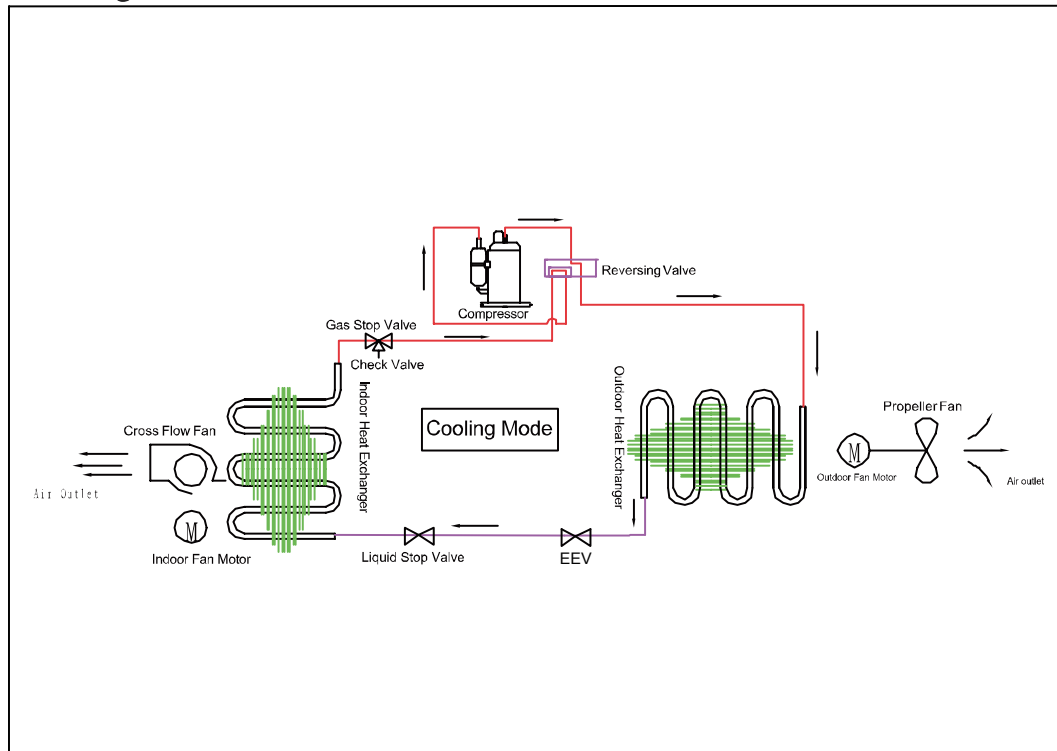 Reversing Valve
Compressor
Gas Stop Valve
Check Valve
Indoor Heat Exchanger
Outdoor Heat Exchanger
Cooling Mode
Propeller Fan
Cross Flow Fan
M
Outdoor Fan Motor
Air outlet
Air Outlet
M
Indoor Fan Motor
Liquid Stop Valve
EEV